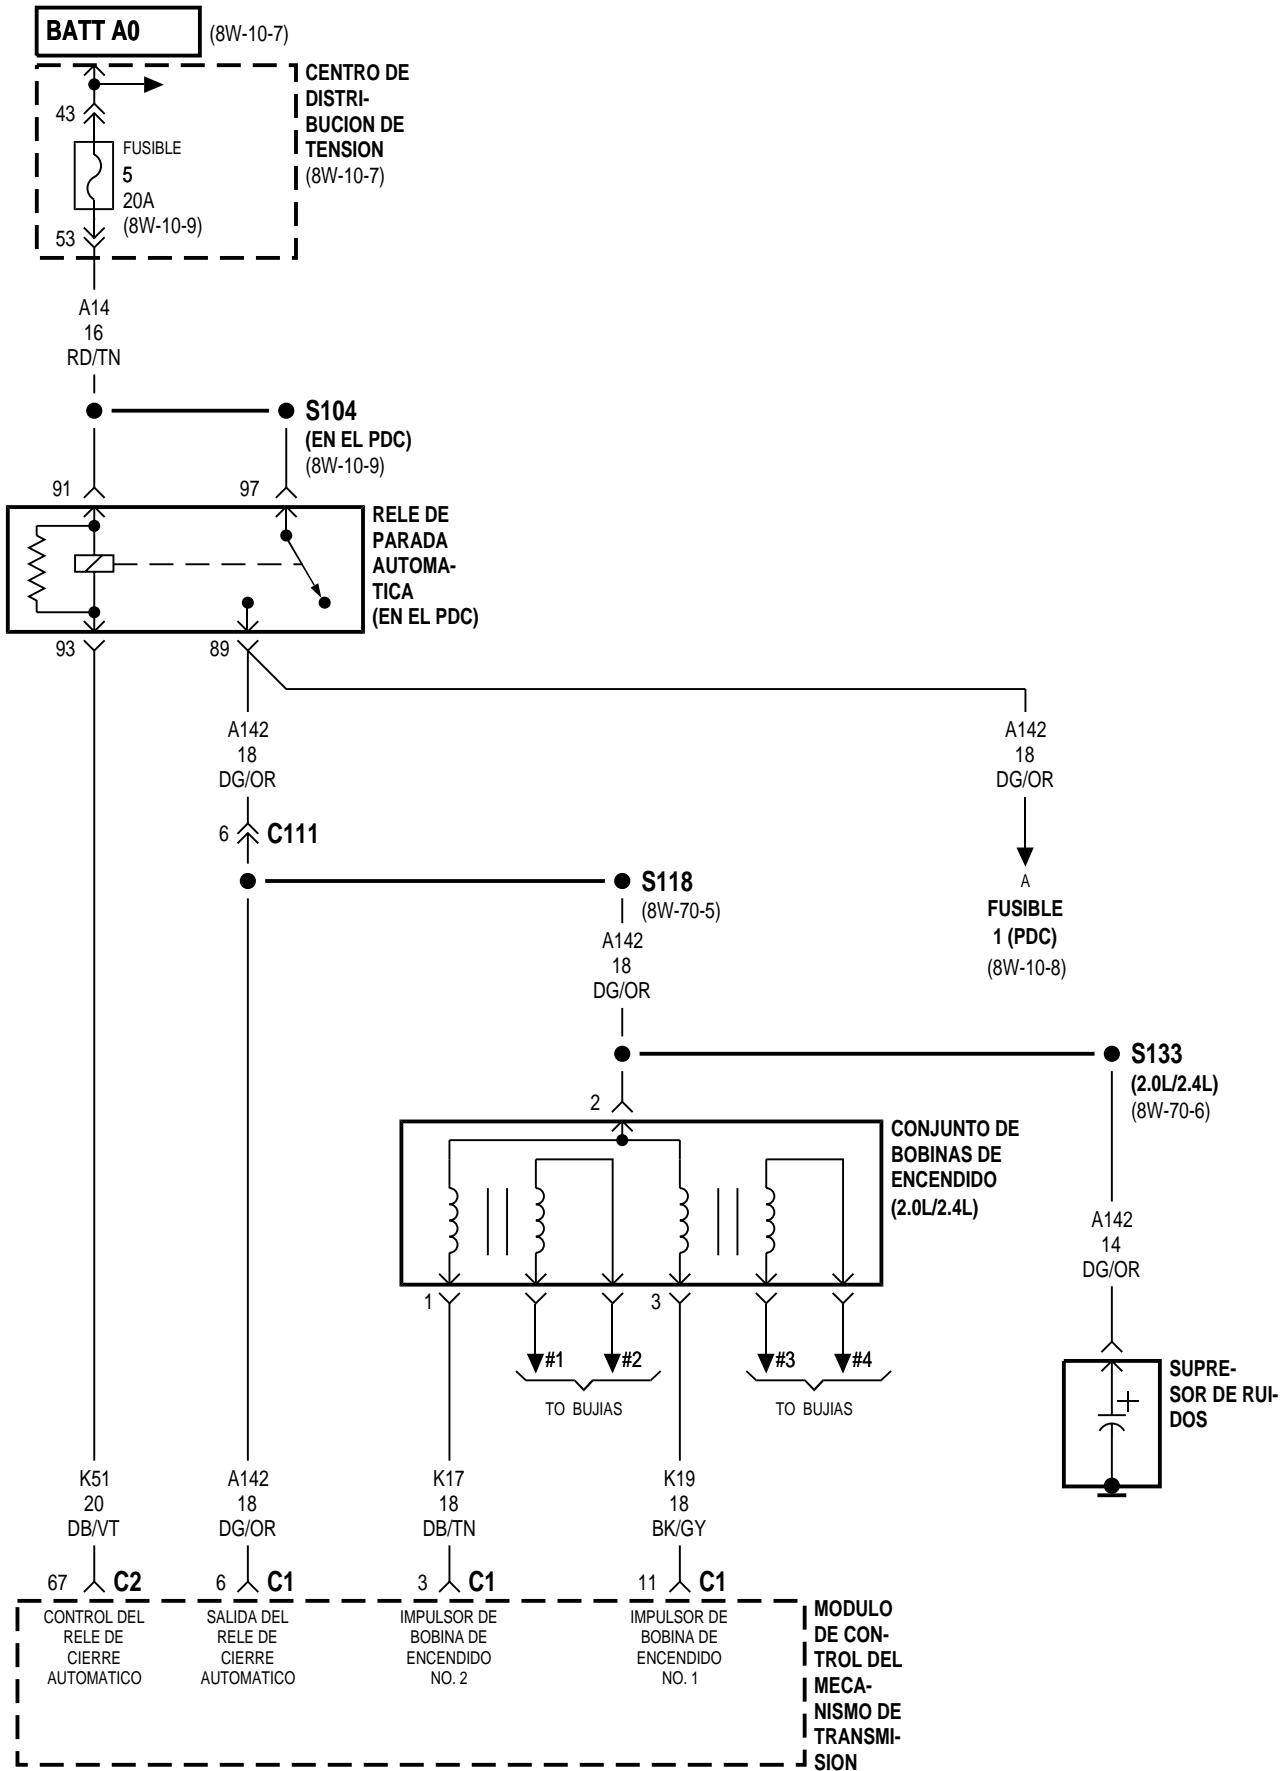 BATT A0
(8W-10-7)
CENTRO DE
DISTRI-
BUCION DE
TENSION
(8W-10-7)
43
FUSIBLE
5
20A
(8W-10-9)
53
A14
16
RD/TN
S104
(EN EL PDC)
(8W-10-9)
91
97
RELE DE
PARADA
AUTOMA-
TICA
(EN EL PDC)
93
89
A142
18
DG/OR
A142
18
DG/OR
6
C111
S118
(8W-70-5)
A
FUSIBLE
1 (PDC)
(8W-10-8)
A142
18
DG/OR
S133
(2.0L/2.4L)
(8W-70-6)
2
CONJUNTO DE
BOBINAS DE
ENCENDIDO
(2.0L/2.4L)
A142
14
DG/OR
1
3
#1
#2
#3
#4
TO BUJIAS
TO BUJIAS
SUPRE-
SOR DE RUI-
DOS
K51
20
DB/VT
A142
18
DG/OR
K17
18
DB/TN
K19
18
BK/GY
67
C2
6
C1
3
C1
11
C1
CONTROL DEL
RELE DE
CIERRE
AUTOMATICO
SALIDA DEL
RELE DE
CIERRE
AUTOMATICO
IMPULSOR DE
BOBINA DE
ENCENDIDO
NO. 2
IMPULSOR DE
BOBINA DE
ENCENDIDO
NO. 1
MODULO
DE CON-
TROL DEL
MECA-
NISMO DE
TRANSMI-
SION